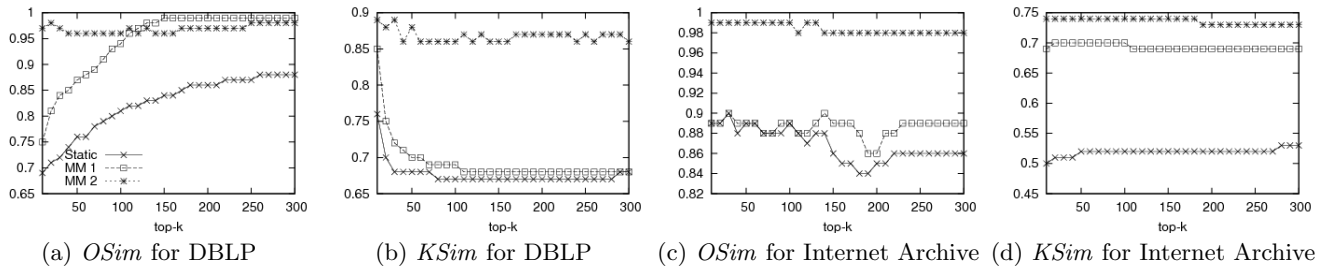 1
0.95
0.9
0.85
0.8
0.75
0.7
0.65
Static
MM 1
MM 2
50 100 150 200 250 300
top-k
(a) OSim for DBLP
0.9
0.85
0.8
0.75
0.7
0.65
50 100 150 200 250 300
top-k
(b) KSim for DBLP
1
0.98
0.96
0.94
0.92
0.9
0.88
0.86
0.84
0.82
50 100 150 200 250 300
top-k
(c) OSim for Internet Archive
0.75
0.7
0.65
0.6
0.55
0.5
0.45
50 100 150 200 250 300
top-k
(d) KSim for Internet Archive